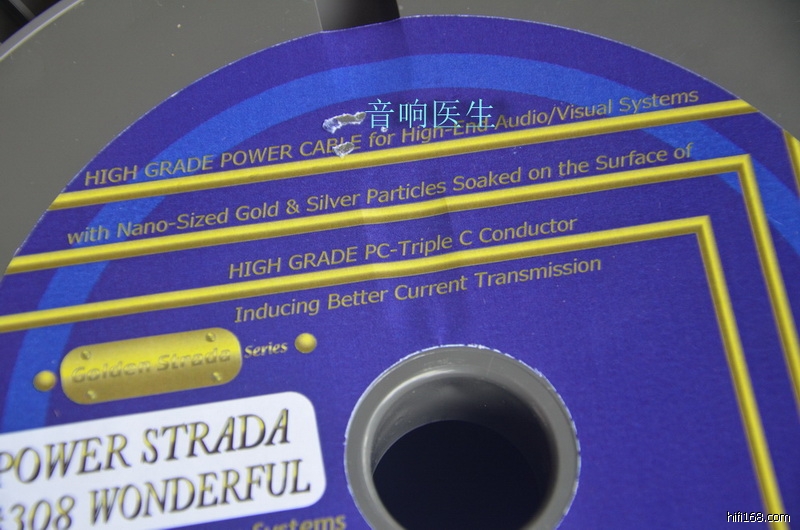 音响医生
HIGH GRADE POWER CABLE for High-End Audio/Visual Systems
with Nano-Sized Gold & Silver Particles Soaked on the Surface of
HIGH GRADE PC-Triple C Conductor
Inducing Better Current Transmission
Golden Strada Series
POWER STRADA
308 WONDERFUL
Systems
hifi168.com